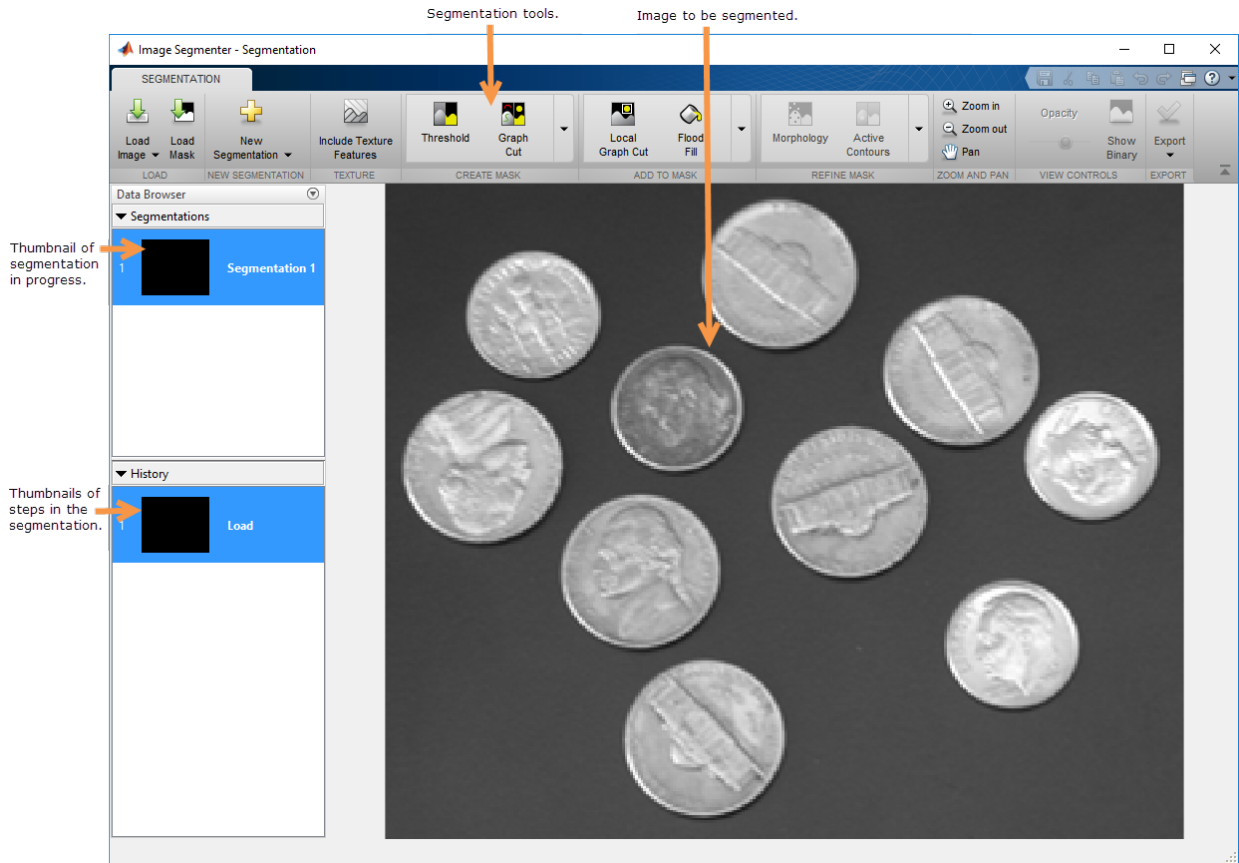 Segmentation tools.
Image to be segmented.
Image Segmenter - Segmentation
SEGMENTATION
Load Image
Load Mask
New Segmentation
Include Texture Features
Threshold
Graph Cut
Local Graph Cut
Flood Fill
Morphology
Active Contours
Zoom in
Zoom out
Pan
Opacity
Show Binary
Export
LOAD
NEW SEGMENTATION
TEXTURE
CREATE MASK
ADD TO MASK
REFINE MASK
ZOOM AND PAN
VIEW CONTROLS
EXPORT
Data Browser
Segmentations
Thumbnail of
segmentation
in progress.
1
Segmentation 1
History
Thumbnails of
steps in the
segmentation.
1
Load